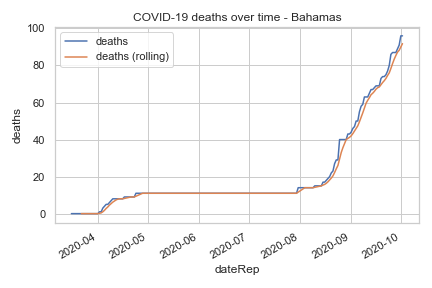 COVID-19 deaths over time - Bahamas
deaths
deaths (rolling)
100
80
60
40
20
0
deaths
2020-04
2020-05
2020-06
2020-07
2020-08
2020-09
2020-10
dateRep